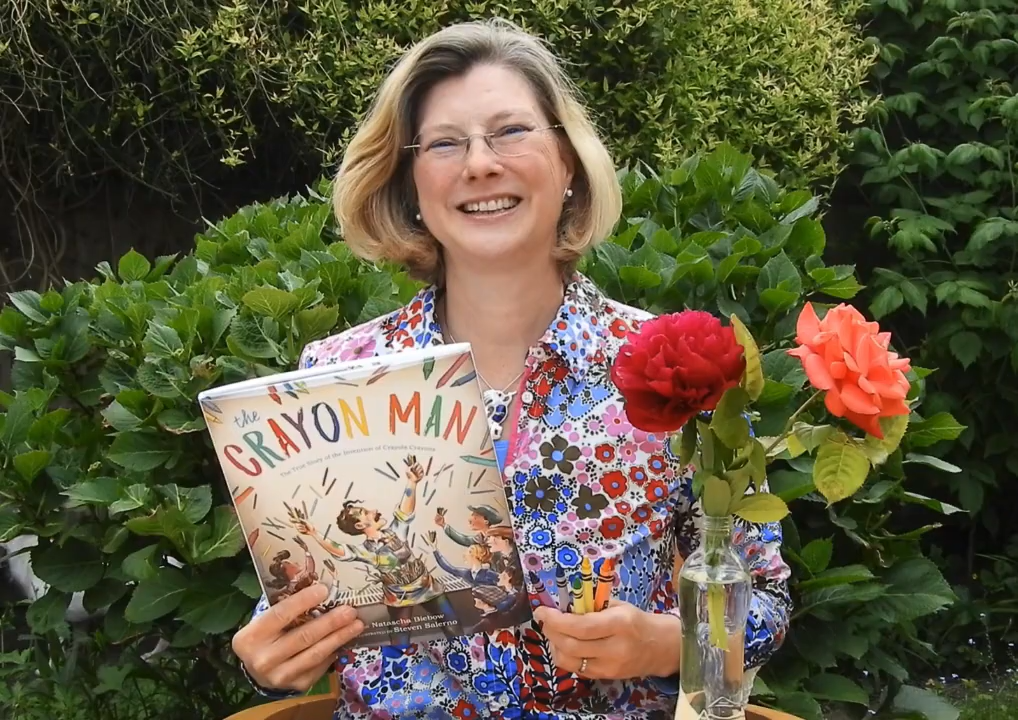 the
CRAYON MAN
The True Story of the Invention of Crayola Crayons
Natascha Biebow
Steven Salerno